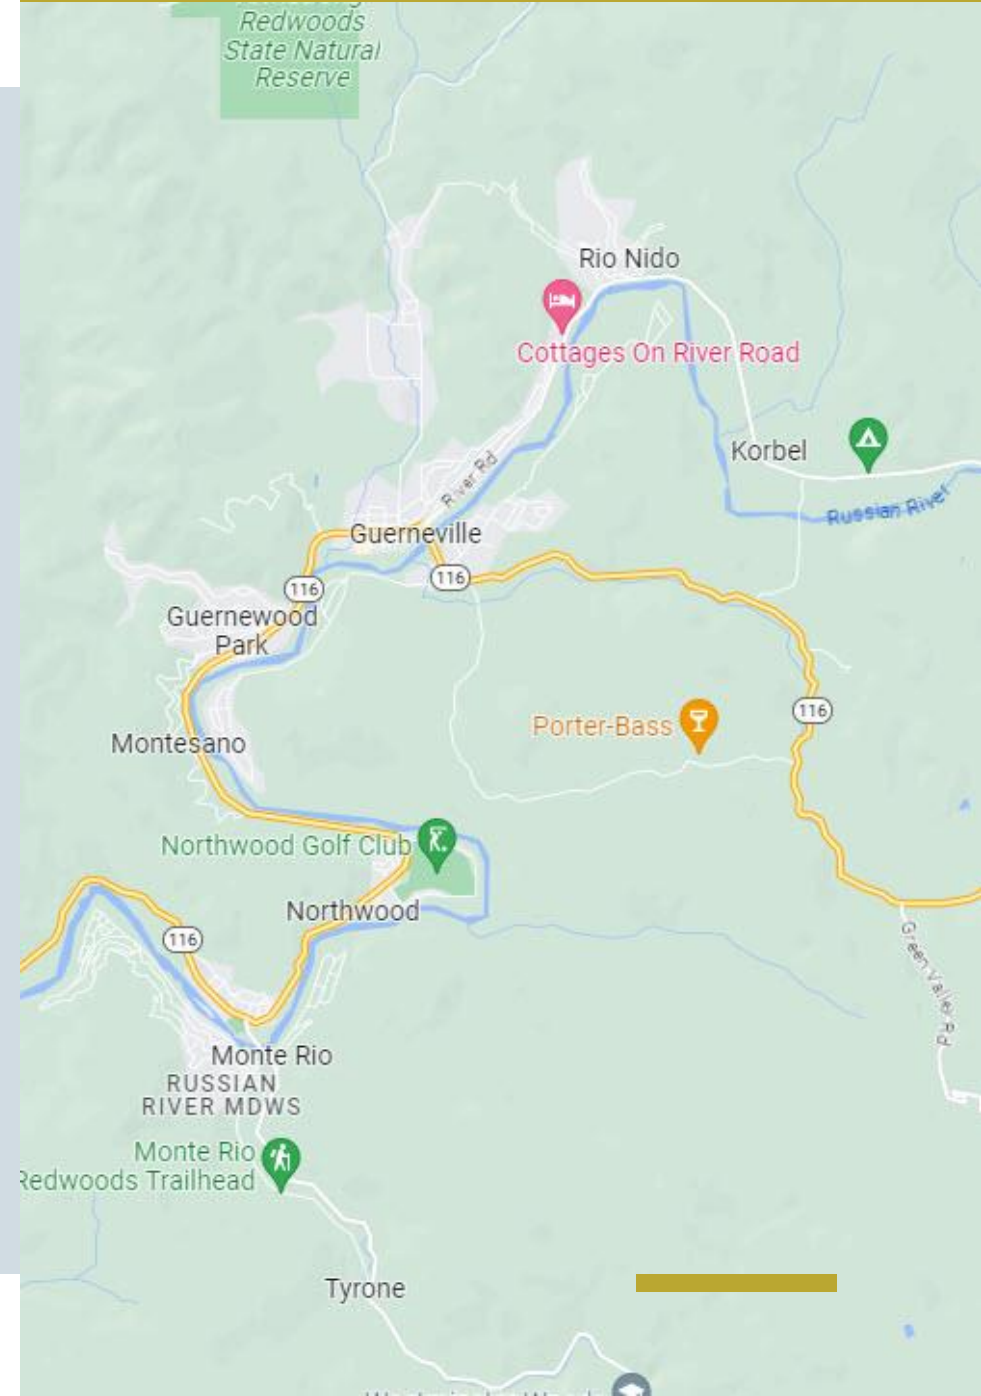 Redwoods
State Natural
Reserve
Rio Nido
Cottages On River Road
Korbel
River Rd
Russian River
Guerneville
116
116
Guernewood
Park
116
Porter-Bass
Montesano
Northwood Golf Club
Northwood
116
Green Valley Rd
Monte Rio
RUSSIAN
RIVER MDWS
Monte Rio
Redwoods Trailhead
Tyrone